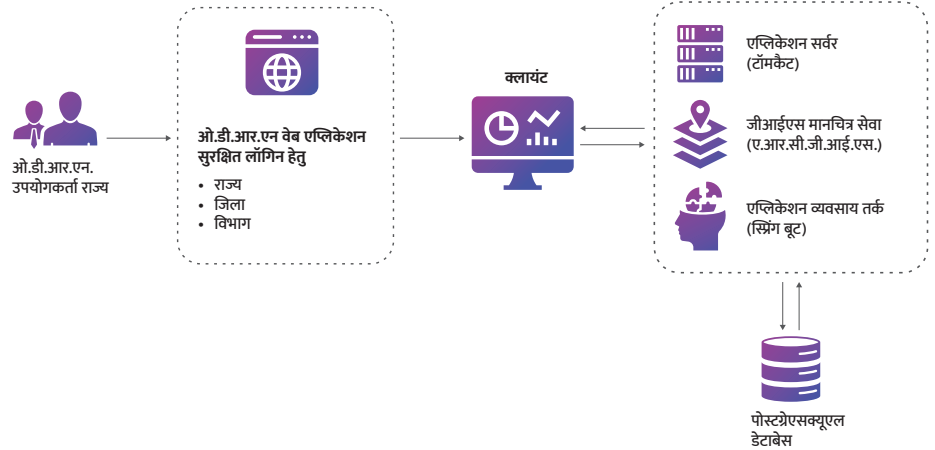 ओ.डी.आर.एन.
उपयोगकर्ता राज्य
ओ.डी.आर.एन वेब एप्लिकेशन
सुरक्षित लॉगिन हेतु
• राज्य
• जिला
• विभाग
क्लायंट
एप्लिकेशन सर्वर
(टॉमकैट)
जीआईएस मानचित्र सेवा
(ए.आर.सी.जी.आई.एस.)
एप्लिकेशन व्यवसाय तर्क
(स्प्रिंग बूट)
पोस्टग्रेएसक्यूएल
डेटाबेस